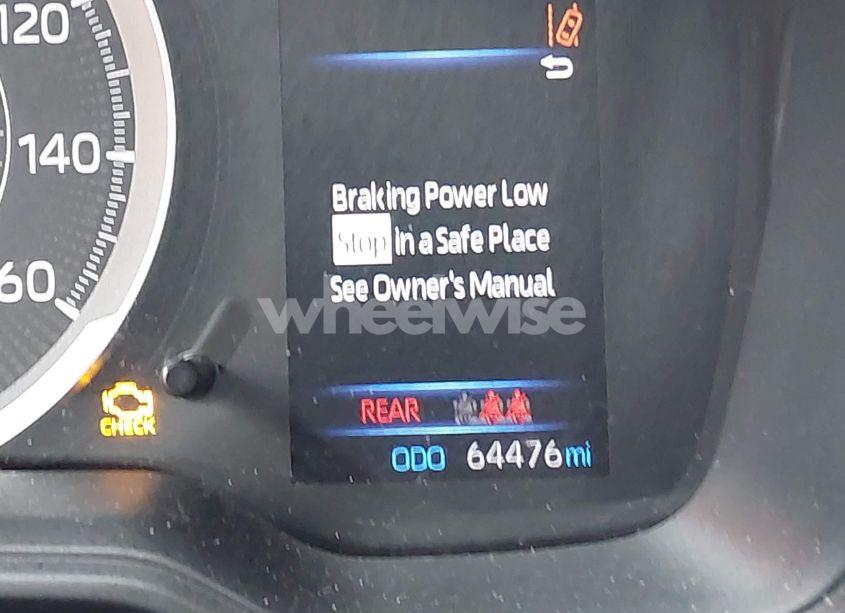 120
140
60
Braking Power Low
Stop in a Safe Place
See Owner's Manual
wheelwise
CHECK
REAR
ODO 64476 mi